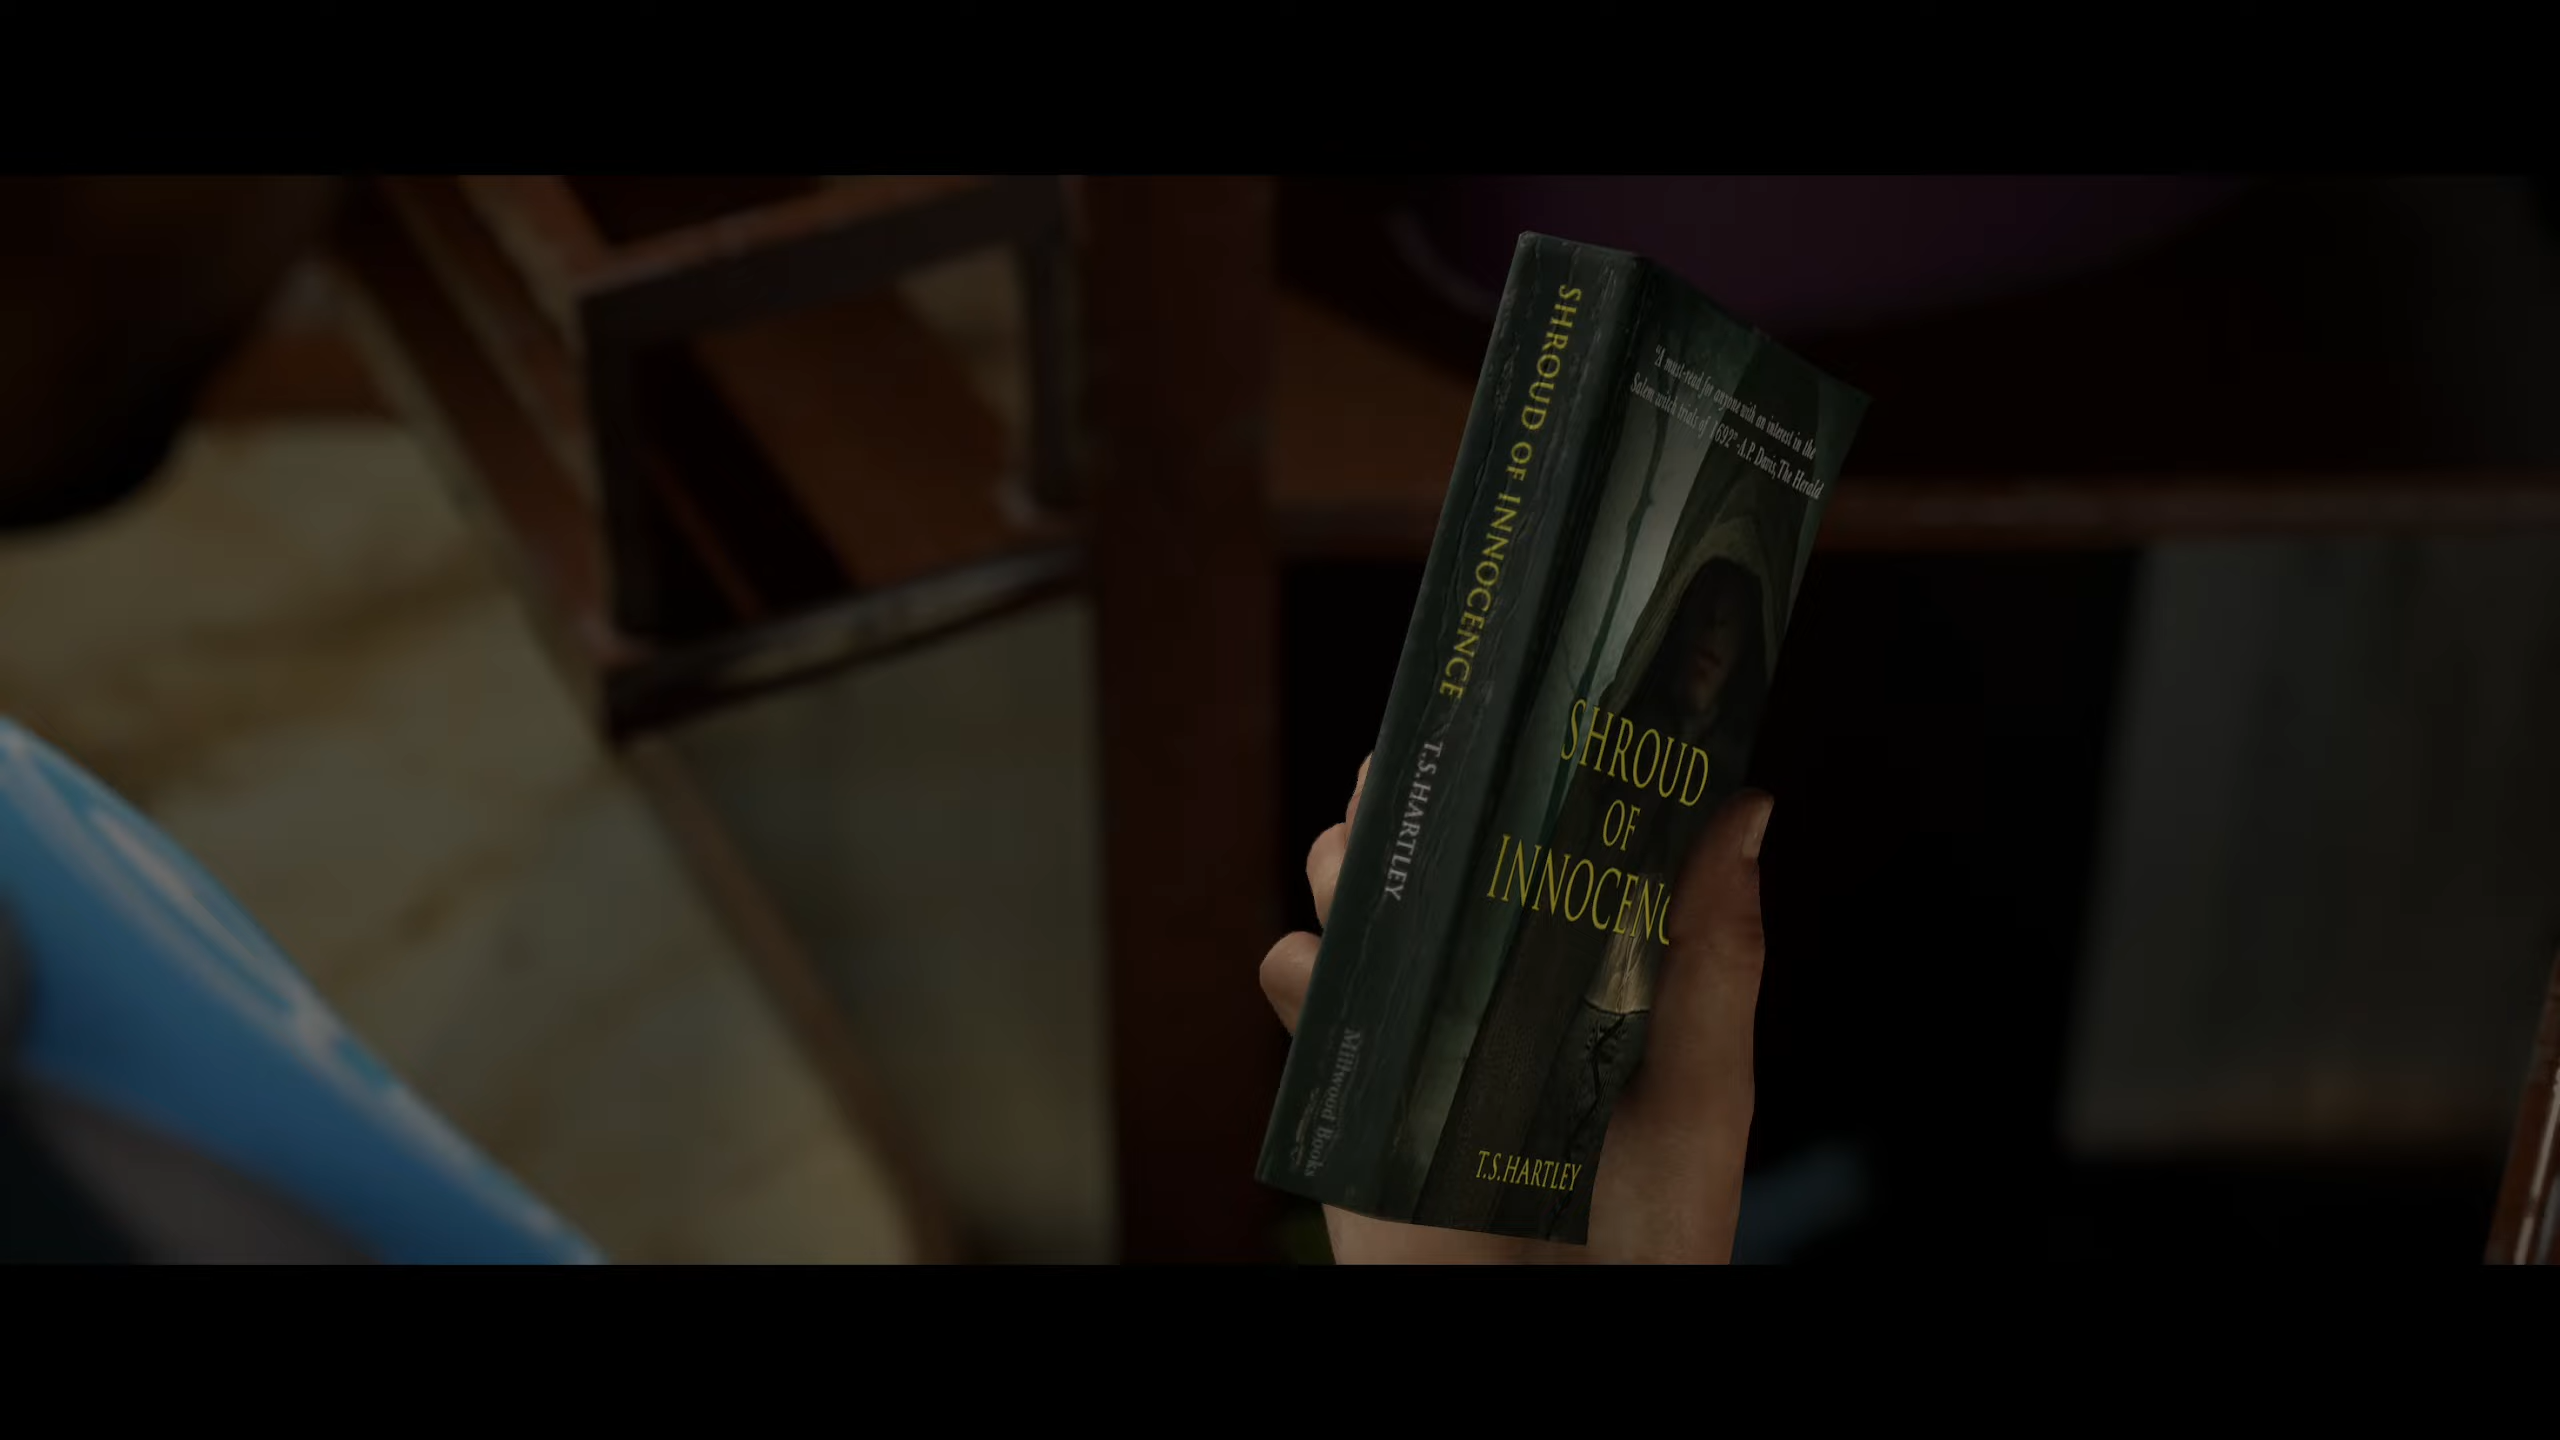 SHROUD OF INNOCENCE T.S.HARTLEY Millwood Books
"A must-read for anyone with an interest in the
Salem witch trials of 1692" -A.P. Davis, The Herald
SHROUD
OF
INNOCENC
T.S.HARTLEY